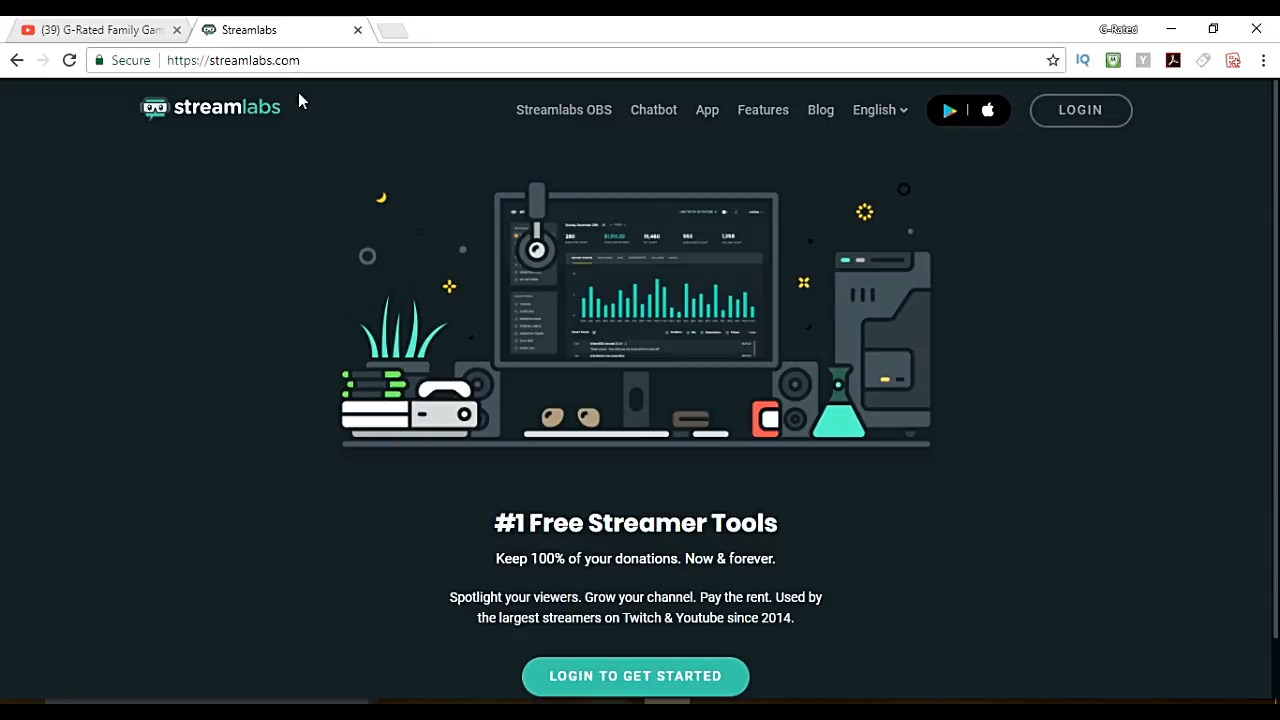 (39) G-Rated Family Gam
Streamlabs
G-Rated
Secure
https://streamlabs.com
streamlabs
Streamlabs OBS
Chatbot
App
Features
Blog
English
LOGIN
#1 Free Streamer Tools
Keep 100% of your donations. Now & forever.
Spotlight your viewers. Grow your channel. Pay the rent. Used by
the largest streamers on Twitch & Youtube since 2014.
LOGIN TO GET STARTED